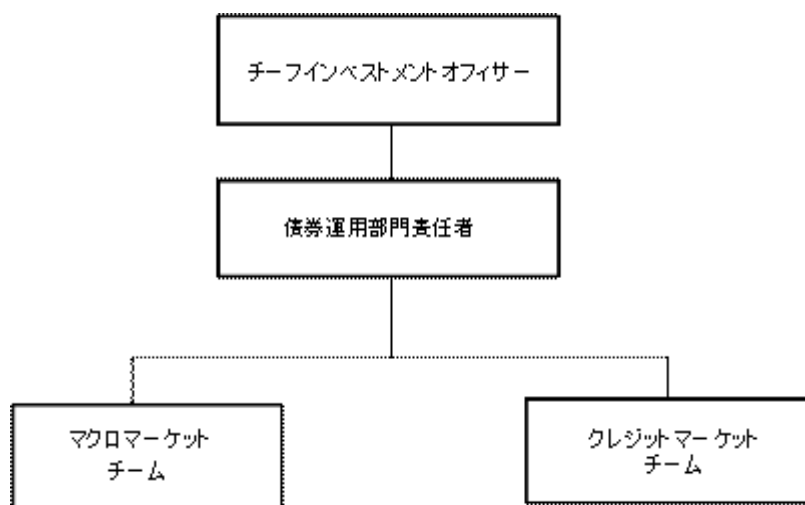 チーフインベストメントオフィサー
債券運用部門責任者
マクロマーケット
チーム
クレジットマーケット
チーム